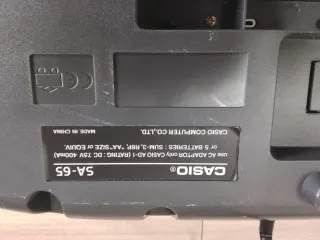 CASIO®
SA-65
use AC ADAPTOR only CASIO AD-1 (RATING: DC 7.5V 400mA)
or 5 BATTERIES : SUM-3, R6P, "AA" SIZE or EQUIV.
CASIO COMPUTER CO.,LTD.
MADE IN CHINA
CE